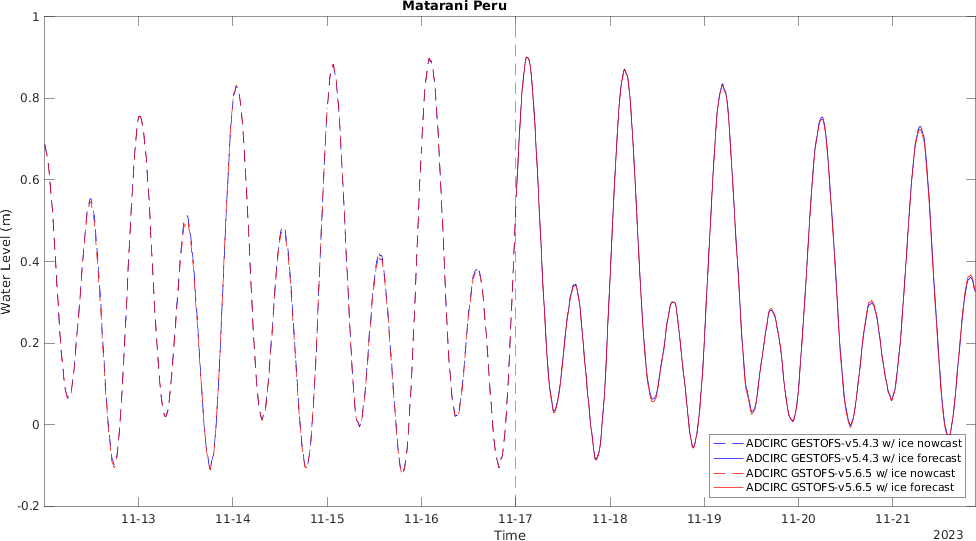 Matarani Peru
1
0.8
0.6
0.4
0.2
0
-0.2
Water Level (m)
ADCIRC GESTOFS-v5.4.3 w/ ice nowcast
ADCIRC GESTOFS-v5.4.3 w/ ice forecast
ADCIRC GSTOFS-v5.6.5 w/ ice nowcast
ADCIRC GSTOFS-v5.6.5 w/ ice forecast
11-13 11-14 11-15 11-16 11-17 11-18 11-19 11-20 11-21
Time
2023